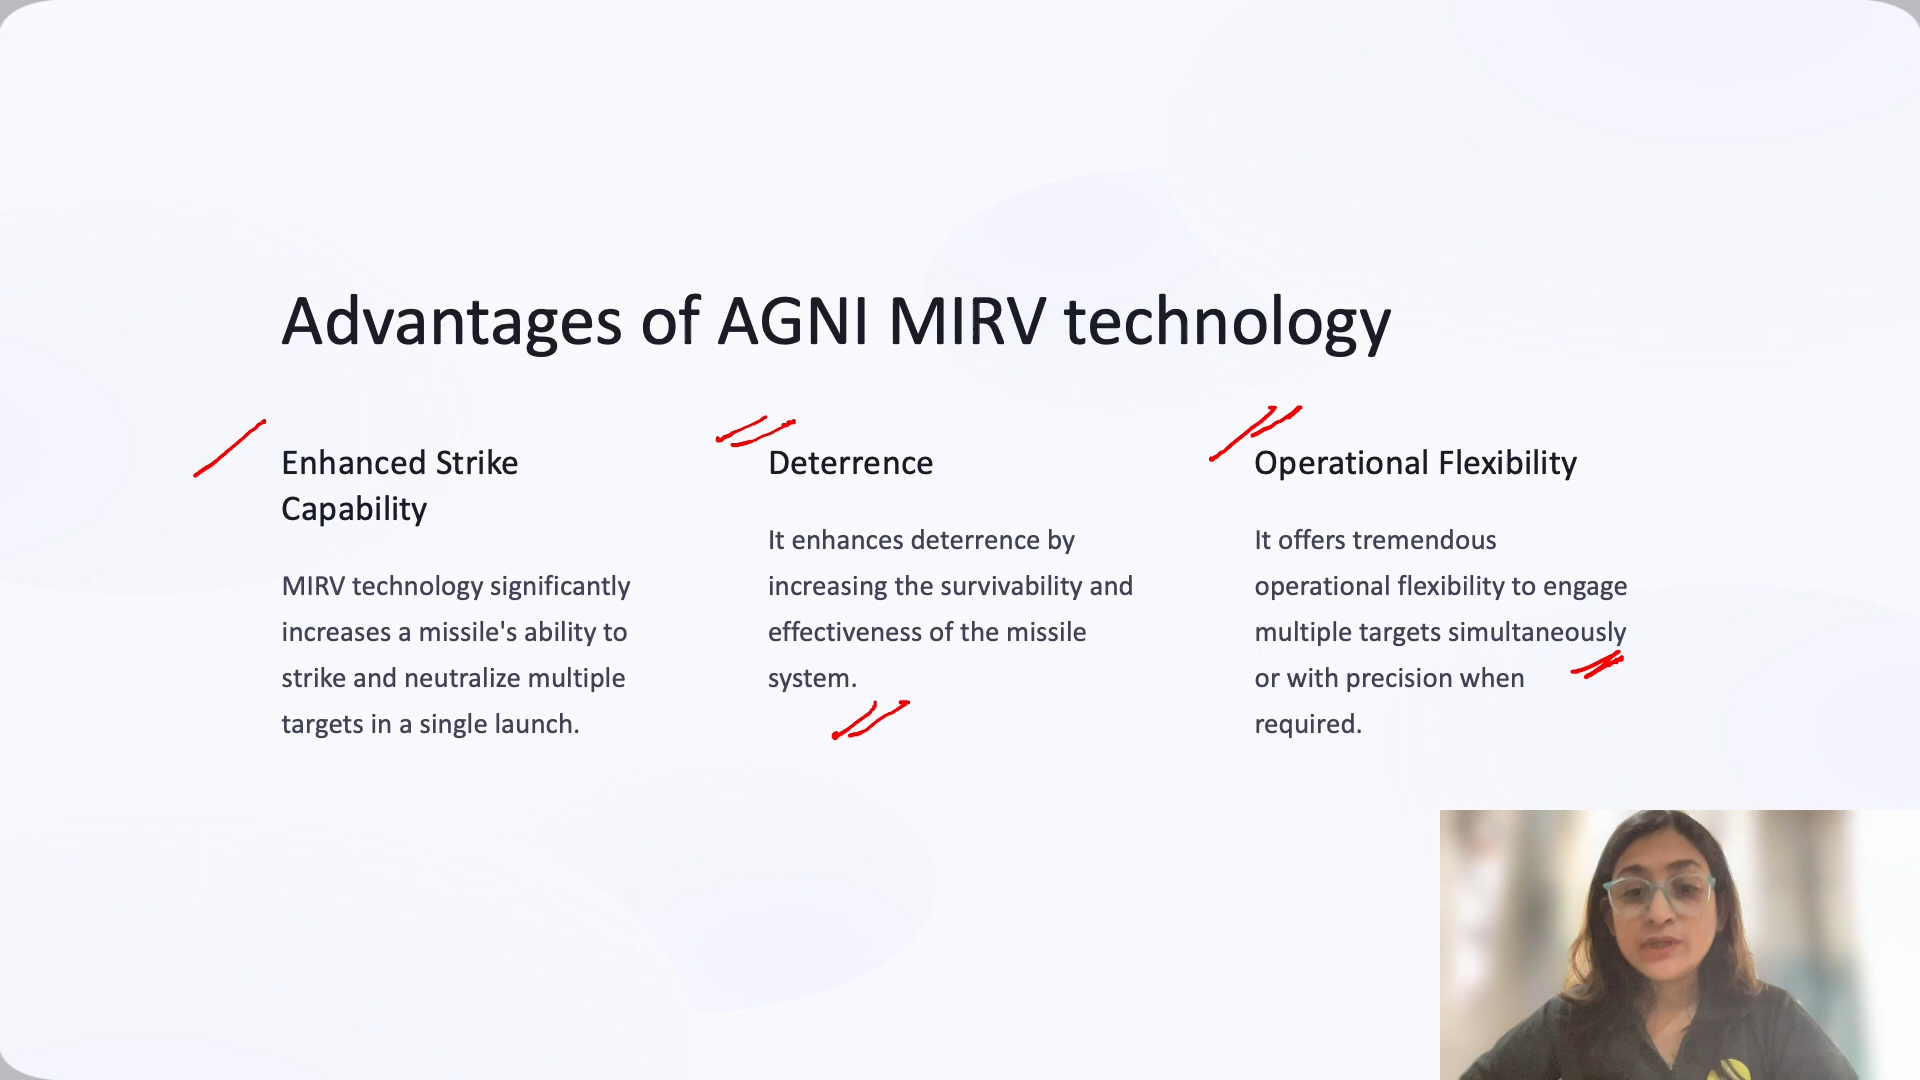 Advantages of AGNI MIRV technology
Enhanced Strike
Capability
MIRV technology significantly
increases a missile's ability to
strike and neutralize multiple
targets in a single launch.
Deterrence
It enhances deterrence by
increasing the survivability and
effectiveness of the missile
system.
Operational Flexibility
It offers tremendous
operational flexibility to engage
multiple targets simultaneously
or with precision when
required.